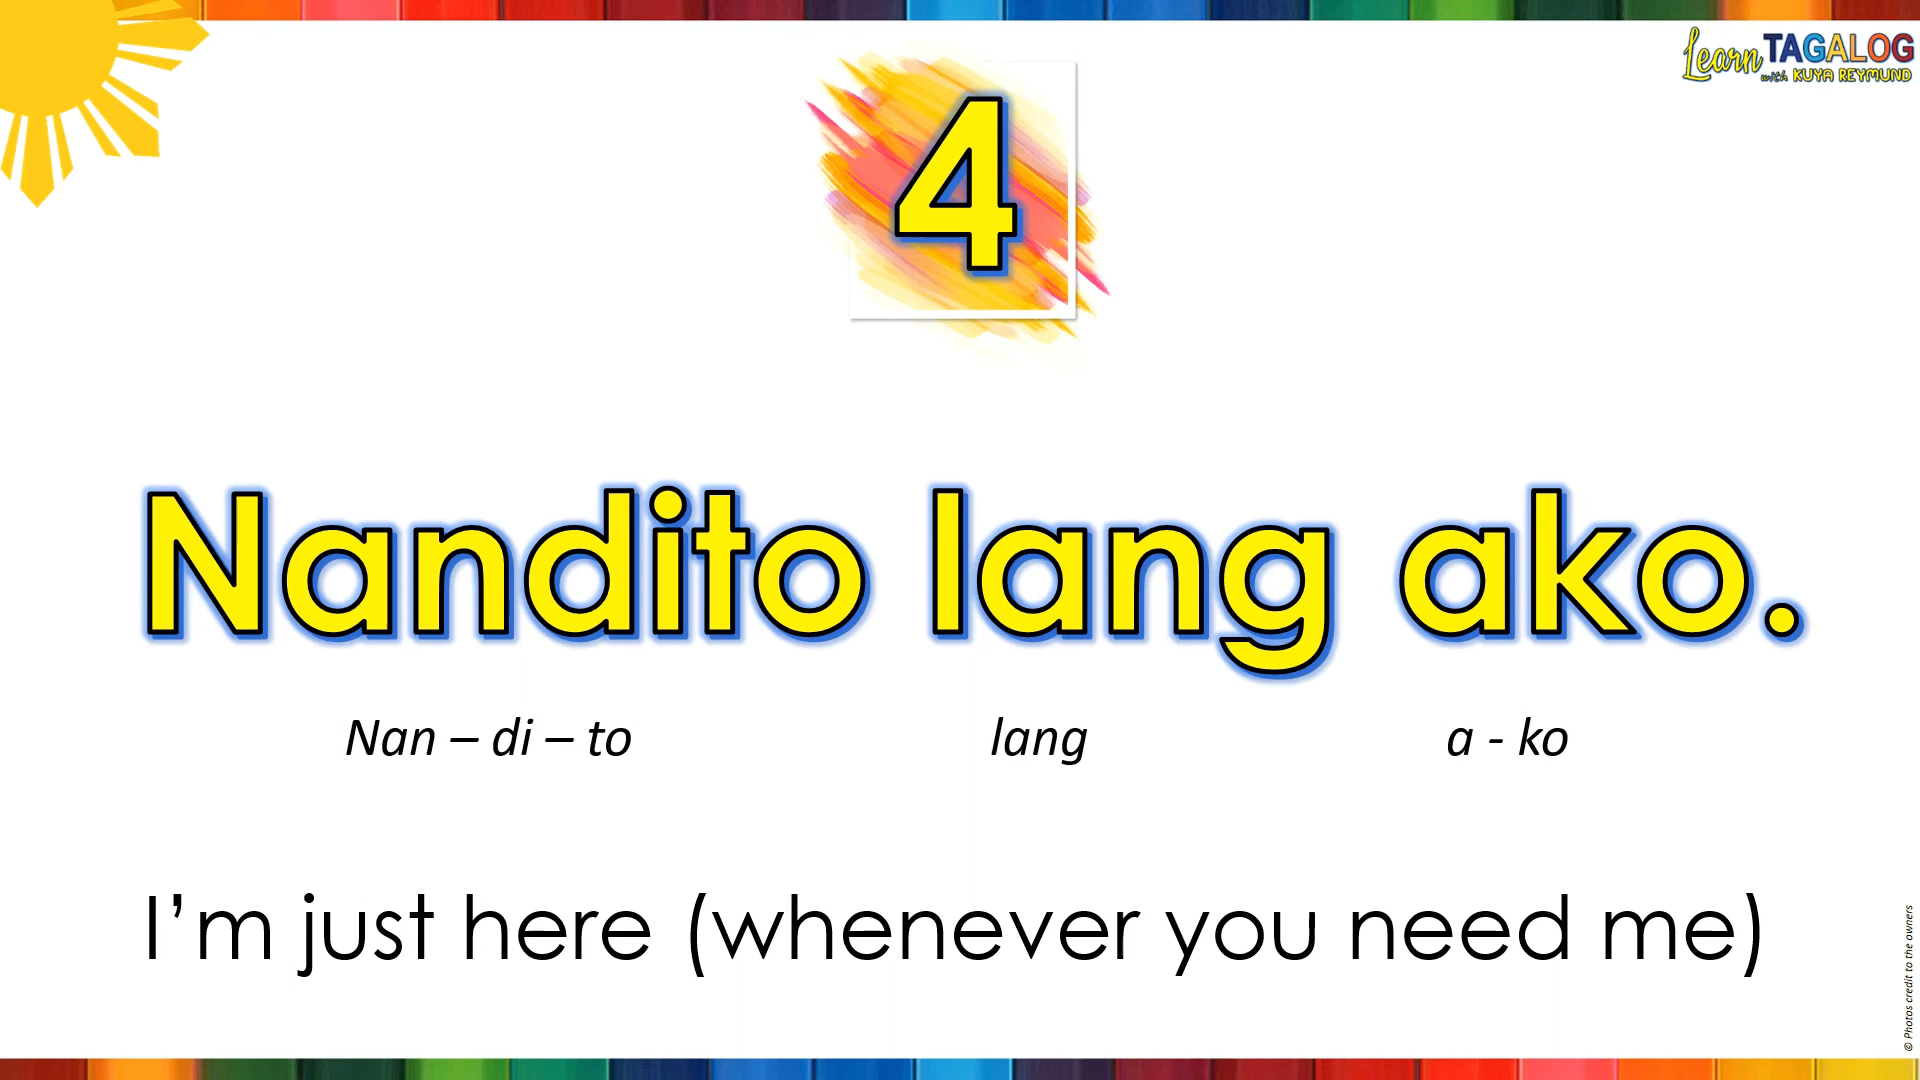 Learn TAGALOG
with KUYA REYMUND
4
Nandito lang ako.
Nan – di – to lang a - ko
I’m just here (whenever you need me)
© Photos credit to the owners